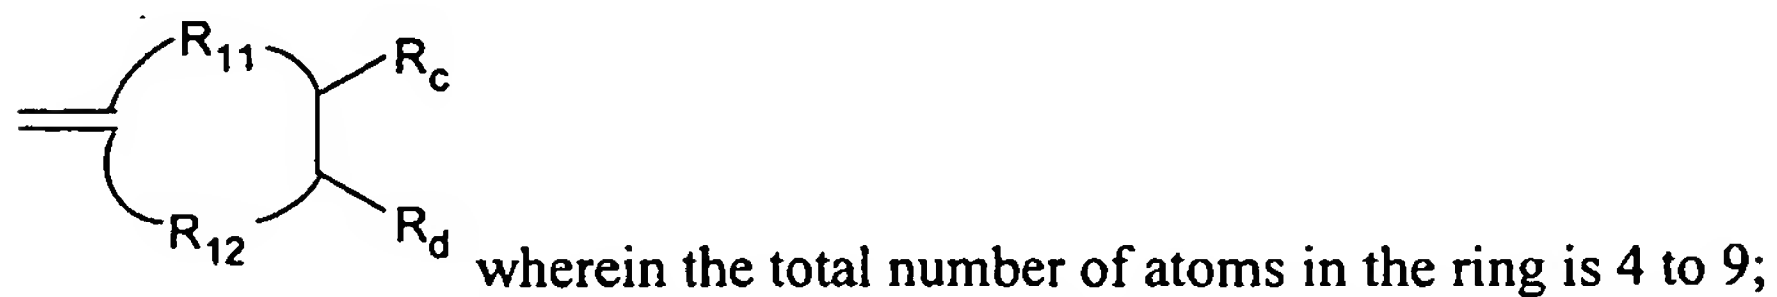 R11
Rc
R12
Rd
wherein the total number of atoms in the ring is 4 to 9;